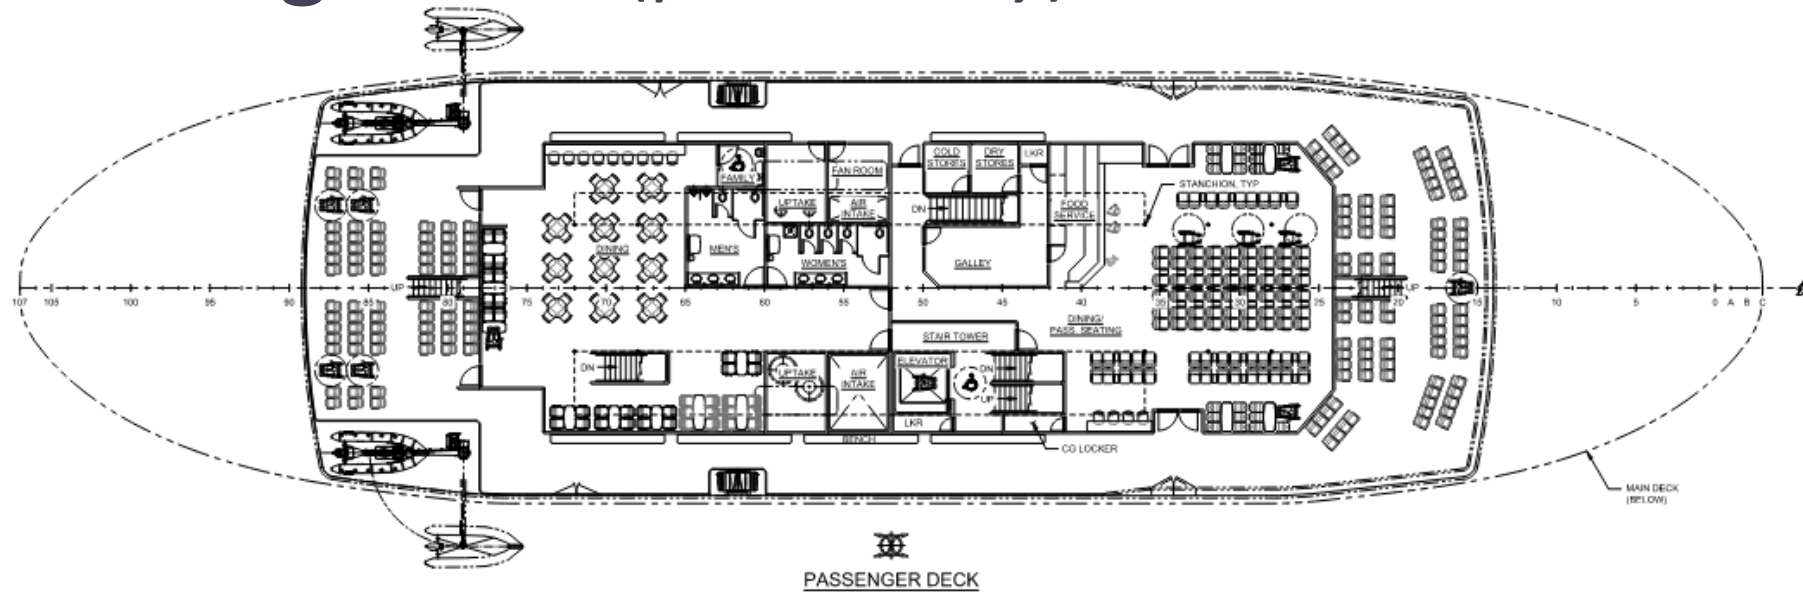 COLD
STORES
DRY
STORES
LKR
FAMILY
FAN ROOM
STANCHION, TYP
UPTAKE
AIR
INTAKE
DN
FOOD
SERVICE
DINING
MEN'S
WOMEN'S
GALLEY
UP
UP
107 105 100 95 90 85 80 75 70 65 60 55 50 45 40 35 30 25 20 15 10 5 0 A B C
DINING/
PASS. SEATING
STAIR TOWER
DN
UPTAKE
AIR
INTAKE
ELEVATOR
DN
UP
LKR
BENCH
CG LOCKER
MAIN DECK
(BELOW)
PASSENGER DECK